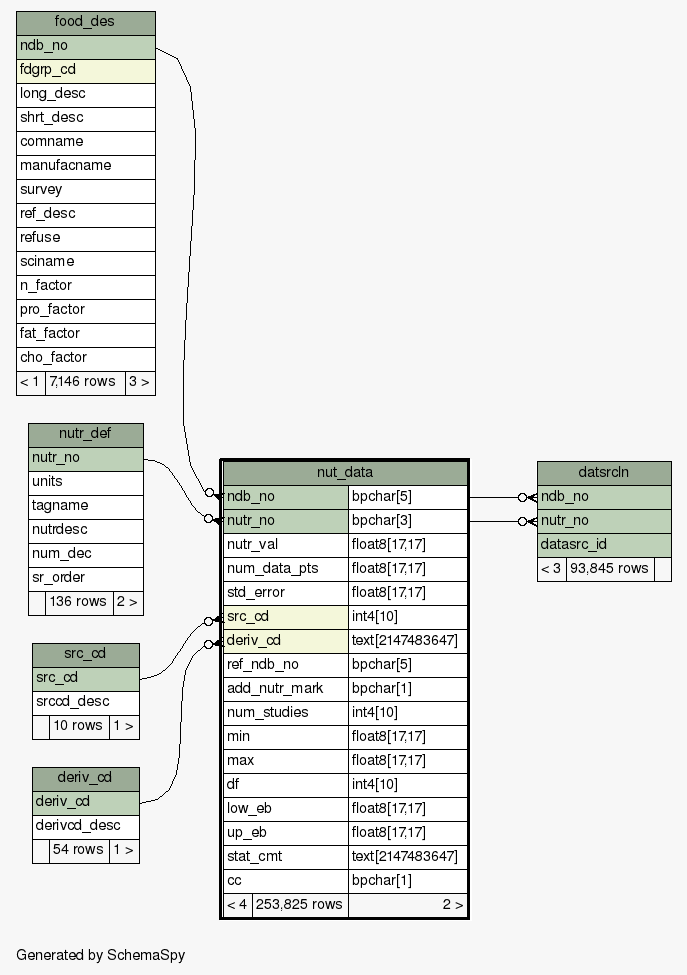 food_des
ndb_no
fdgrp_cd
long_desc
shrt_desc
comname
manufacname
survey
ref_desc
refuse
sciname
n_factor
pro_factor
fat_factor
cho_factor
< 1 7,146 rows 3 >
nutr_def
nutr_no
units
tagname
nutrdesc
num_dec
sr_order
136 rows 2 >
src_cd
src_cd
srccd_desc
10 rows 1 >
deriv_cd
deriv_cd
derivcd_desc
54 rows 1 >
nut_data
ndb_no bpchar[5]
nutr_no bpchar[3]
nutr_val float8[17,17]
num_data_pts float8[17,17]
std_error float8[17,17]
src_cd int4[10]
deriv_cd text[2147483647]
ref_ndb_no bpchar[5]
add_nutr_mark bpchar[1]
num_studies int4[10]
min float8[17,17]
max float8[17,17]
df int4[10]
low_eb float8[17,17]
up_eb float8[17,17]
stat_cmt text[2147483647]
cc bpchar[1]
< 4 253,825 rows 2 >
datsrcln
ndb_no
nutr_no
datasrc_id
< 3 93,845 rows
Generated by SchemaSpy